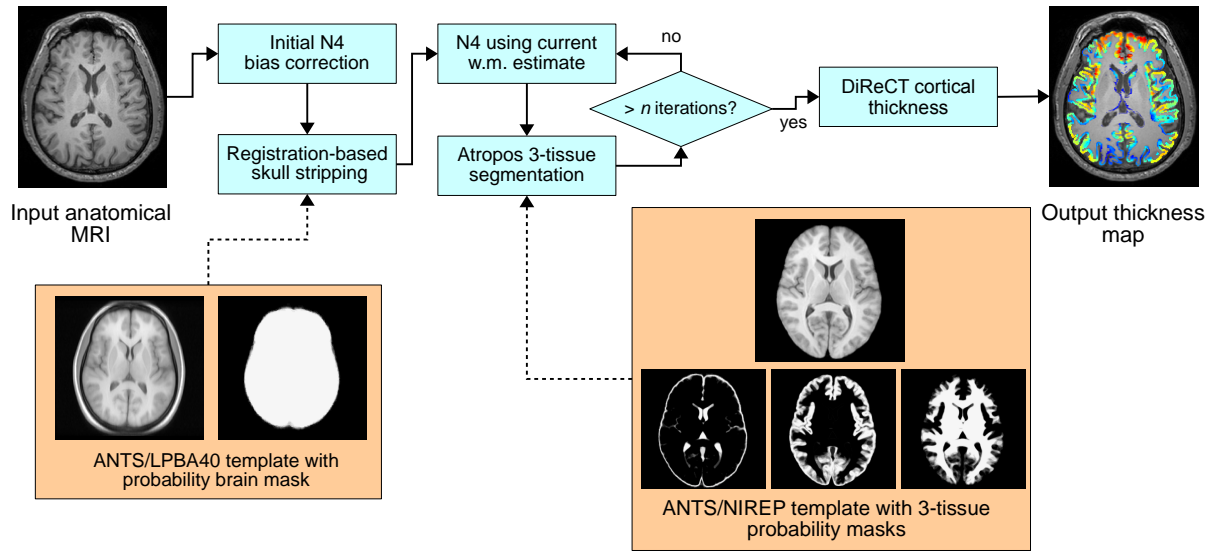 Initial N4
bias correction
N4 using current
w.m. estimate
no
> n iterations?
yes
DiReCT cortical
thickness
Registration-based
skull stripping
Atropos 3-tissue
segmentation
Input anatomical
MRI
Output thickness
map
ANTS/LPBA40 template with
probability brain mask
ANTS/NIREP template with 3-tissue
probability masks